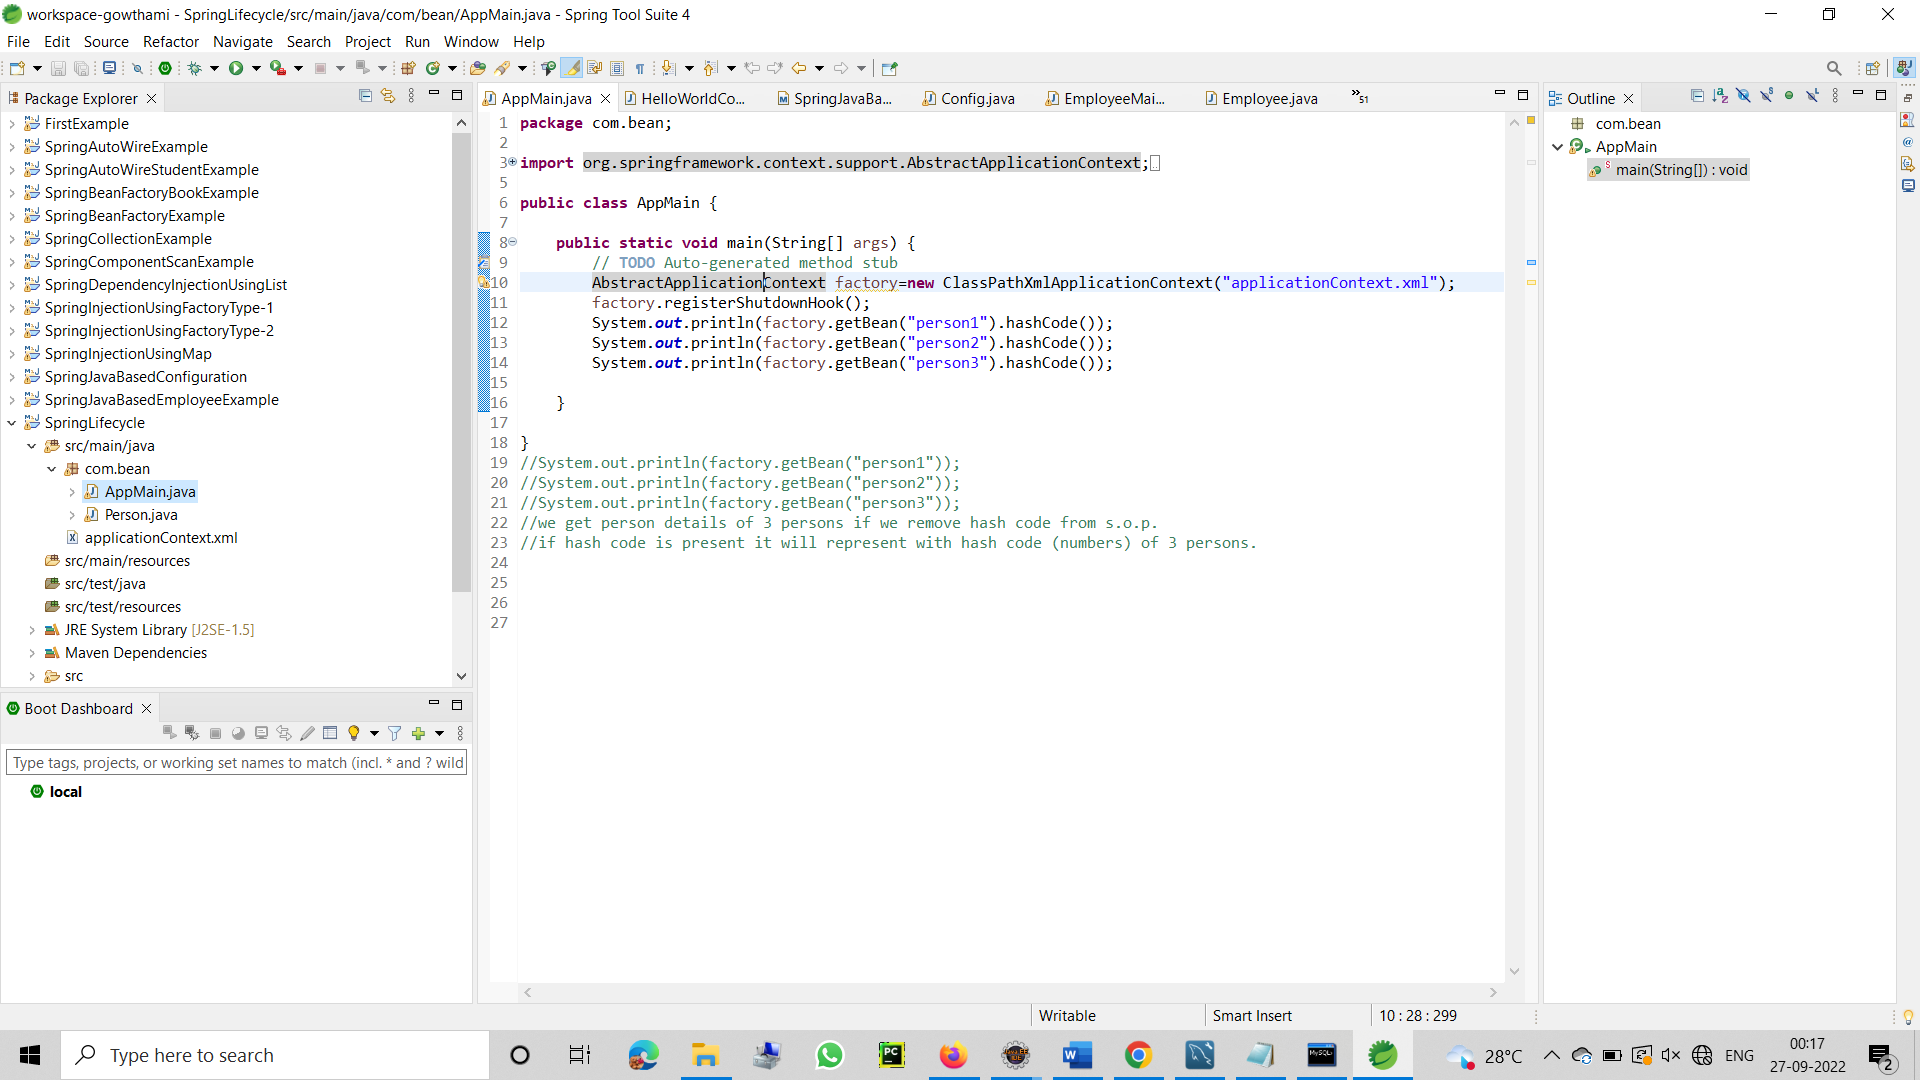 workspace-gowthami - SpringLifecycle/src/main/java/com/bean/AppMain.java - Spring Tool Suite 4
File Edit Source Refactor Navigate Search Project Run Window Help
Package Explorer
FirstExample
SpringAutoWireExample
SpringAutoWireStudentExample
SpringBeanFactoryBookExample
SpringBeanFactoryExample
SpringCollectionExample
SpringComponentScanExample
SpringDependencyInjectionUsingList
SpringInjectionUsingFactoryType-1
SpringInjectionUsingFactoryType-2
SpringInjectionUsingMap
SpringJavaBasedConfiguration
SpringJavaBasedEmployeeExample
SpringLifecycle
src/main/java
com.bean
AppMain.java
Person.java
applicationContext.xml
src/main/resources
src/test/java
src/test/resources
JRE System Library [J2SE-1.5]
Maven Dependencies
src
Boot Dashboard
Type tags, projects, or working set names to match (incl. * and ? wild
local
AppMain.java HelloWorldCo... SpringJavaBa... Config.java EmployeeMai... Employee.java »51
1 package com.bean;
2
3 import org.springframework.context.support.AbstractApplicationContext;
5
6 public class AppMain {
7
8 public static void main(String[] args) {
9 // TODO Auto-generated method stub
10 AbstractApplicationContext factory=new ClassPathXmlApplicationContext("applicationContext.xml");
11 factory.registerShutdownHook();
12 System.out.println(factory.getBean("person1").hashCode());
13 System.out.println(factory.getBean("person2").hashCode());
14 System.out.println(factory.getBean("person3").hashCode());
15
16 }
17
18 }
19 //System.out.println(factory.getBean("person1"));
20 //System.out.println(factory.getBean("person2"));
21 //System.out.println(factory.getBean("person3"));
22 //we get person details of 3 persons if we remove hash code from s.o.p.
23 //if hash code is present it will represent with hash code (numbers) of 3 persons.
24
25
26
27
Outline
com.bean
AppMain
main(String[]) : void
Writable Smart Insert 10 : 28 : 299
Type here to search
28°C ENG
00:17
27-09-2022
2